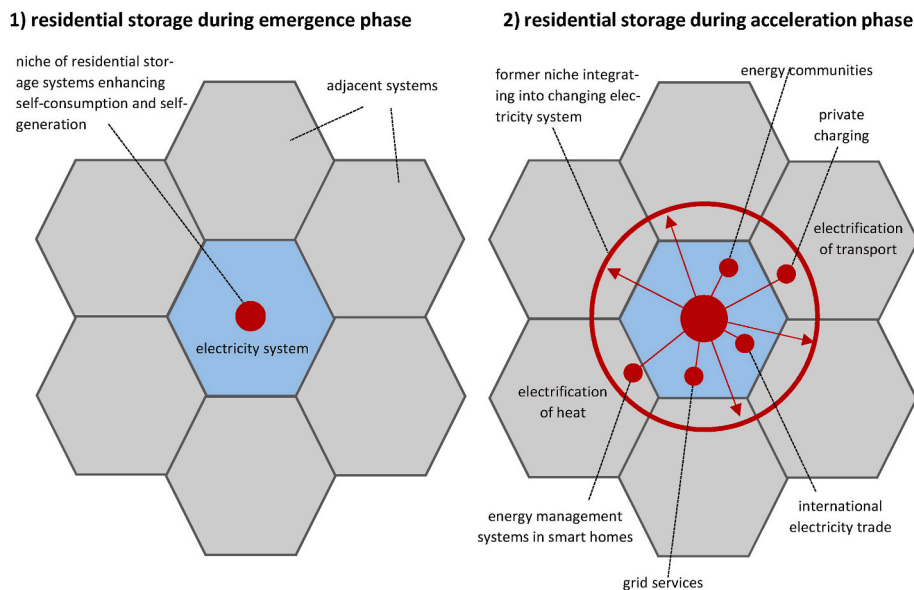 1) residential storage during emergence phase
niche of residential stor-
age systems enhancing
self-consumption and self-
generation
adjacent systems
electricity system
2) residential storage during acceleration phase
former niche integrat-
ing into changing elec-
tricity system
energy communities
private
charging
electrification
of transport
electrification
of heat
energy management
systems in smart homes
grid services
international
electricity trade